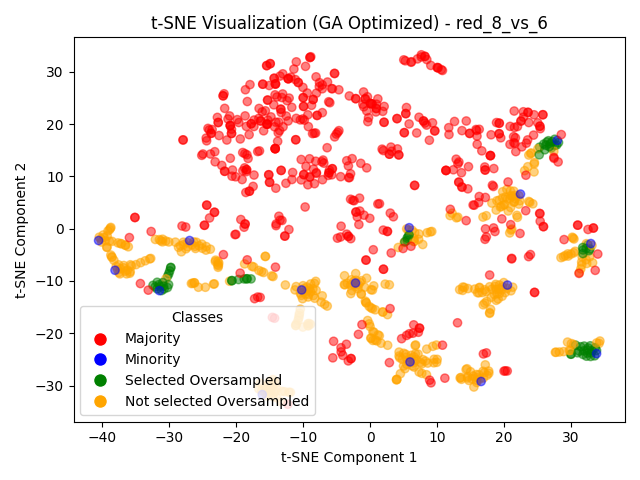 t-SNE Visualization (GA Optimized) - red_8_vs_6
t-SNE Component 2
30
20
10
0
−10
−20
−30
Classes
Majority
Minority
Selected Oversampled
Not selected Oversampled
−40 −30 −20 −10 0 10 20 30
t-SNE Component 1